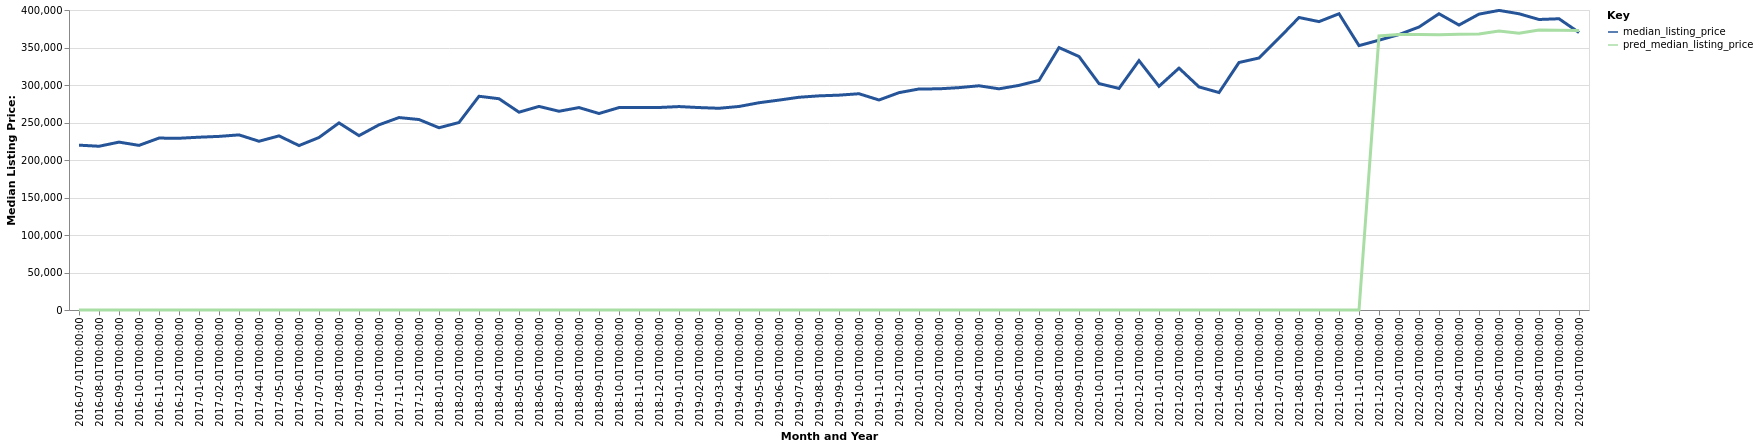 400,000
350,000
300,000
250,000
200,000
150,000
100,000
50,000
0
Median Listing Price:
2016-07-01T00:00:00
2016-08-01T00:00:00
2016-09-01T00:00:00
2016-10-01T00:00:00
2016-11-01T00:00:00
2016-12-01T00:00:00
2017-01-01T00:00:00
2017-02-01T00:00:00
2017-03-01T00:00:00
2017-04-01T00:00:00
2017-05-01T00:00:00
2017-06-01T00:00:00
2017-07-01T00:00:00
2017-08-01T00:00:00
2017-09-01T00:00:00
2017-10-01T00:00:00
2017-11-01T00:00:00
2017-12-01T00:00:00
2018-01-01T00:00:00
2018-02-01T00:00:00
2018-03-01T00:00:00
2018-04-01T00:00:00
2018-05-01T00:00:00
2018-06-01T00:00:00
2018-07-01T00:00:00
2018-08-01T00:00:00
2018-09-01T00:00:00
2018-10-01T00:00:00
2018-11-01T00:00:00
2018-12-01T00:00:00
2019-01-01T00:00:00
2019-02-01T00:00:00
2019-03-01T00:00:00
2019-04-01T00:00:00
2019-05-01T00:00:00
2019-06-01T00:00:00
2019-07-01T00:00:00
2019-08-01T00:00:00
2019-09-01T00:00:00
2019-10-01T00:00:00
2019-11-01T00:00:00
2019-12-01T00:00:00
2020-01-01T00:00:00
2020-02-01T00:00:00
2020-03-01T00:00:00
2020-04-01T00:00:00
2020-05-01T00:00:00
2020-06-01T00:00:00
2020-07-01T00:00:00
2020-08-01T00:00:00
2020-09-01T00:00:00
2020-10-01T00:00:00
2020-11-01T00:00:00
2020-12-01T00:00:00
2021-01-01T00:00:00
2021-02-01T00:00:00
2021-03-01T00:00:00
2021-04-01T00:00:00
2021-05-01T00:00:00
2021-06-01T00:00:00
2021-07-01T00:00:00
2021-08-01T00:00:00
2021-09-01T00:00:00
2021-10-01T00:00:00
2021-11-01T00:00:00
2021-12-01T00:00:00
2022-01-01T00:00:00
2022-02-01T00:00:00
2022-03-01T00:00:00
2022-04-01T00:00:00
2022-05-01T00:00:00
2022-06-01T00:00:00
2022-07-01T00:00:00
2022-08-01T00:00:00
2022-09-01T00:00:00
2022-10-01T00:00:00
Month and Year
Key
median_listing_price
pred_median_listing_price